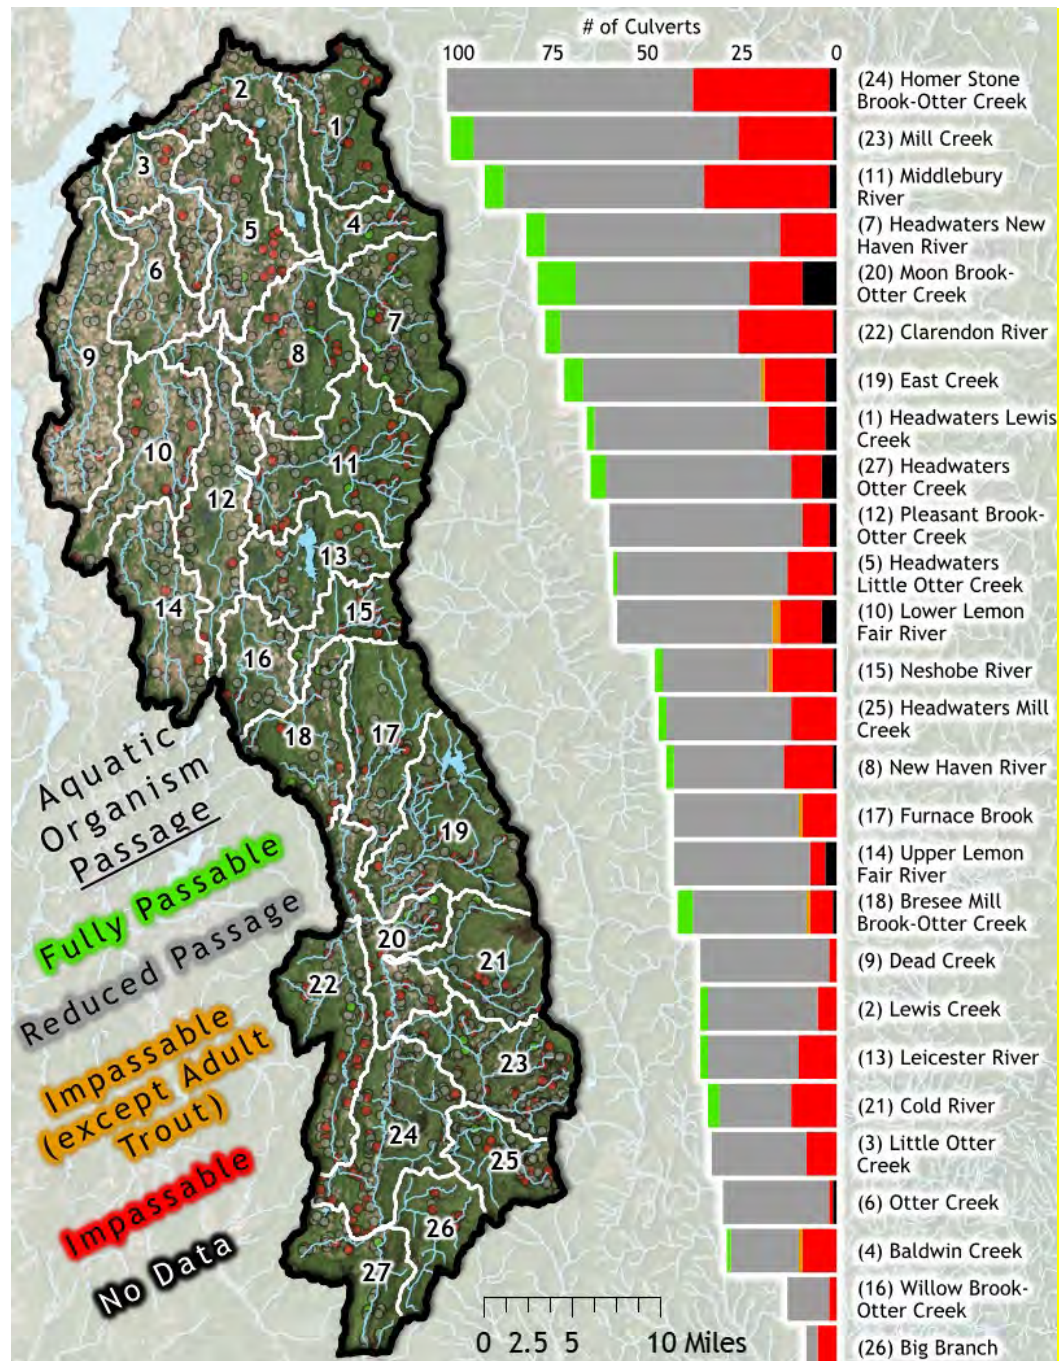 # of Culverts
100 75 50 25 0
(24) Homer Stone
Brook-Otter Creek
(23) Mill Creek
(11) Middlebury
River
(7) Headwaters New
Haven River
(20) Moon Brook-
Otter Creek
(22) Clarendon River
(19) East Creek
(1) Headwaters Lewis
Creek
(27) Headwaters
Otter Creek
(12) Pleasant Brook-
Otter Creek
(5) Headwaters
Little Otter Creek
(10) Lower Lemon
Fair River
(15) Neshobe River
(25) Headwaters Mill
Creek
(8) New Haven River
(17) Furnace Brook
(14) Upper Lemon
Fair River
(18) Bresee Mill
Brook-Otter Creek
(9) Dead Creek
(2) Lewis Creek
(13) Leicester River
(21) Cold River
(3) Little Otter
Creek
(6) Otter Creek
(4) Baldwin Creek
(16) Willow Brook-
Otter Creek
(26) Big Branch
2
1
3
4
5
6
7
8
9
10
11
12
13
14
15
16
17
18
19
20
21
22
23
24
25
26
27
Aquatic
Organism
Passage
Fully Passable
Reduced Passage
Impassable
(except Adult
Trout)
Impassable
No Data
0 2.5 5 10 Miles